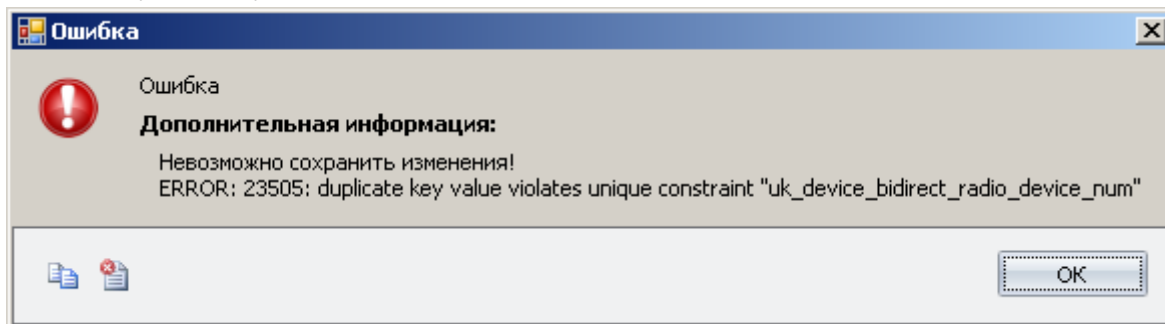 Ошибка
Ошибка
Дополнительная информация:
Невозможно сохранить изменения!
ERROR: 23505: duplicate key value violates unique constraint "uk_device_bidirect_radio_device_num"
OK